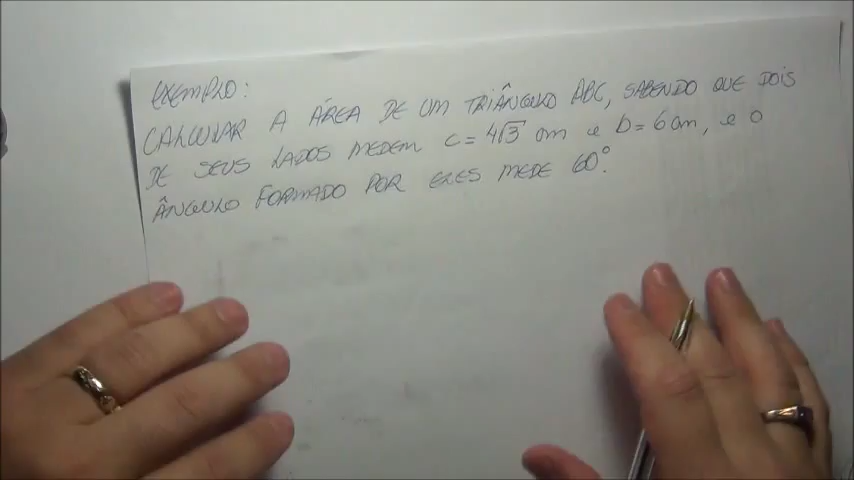 EXEMPLO:
CALCULAR A ÁREA DE UM TRIÂNGULO ABC, SABENDO QUE DOIS
DE SEUS LADOS MEDEM c = 4√3 cm e b = 6 cm, e o
ÂNGULO FORMADO POR ELES MEDE 60°.